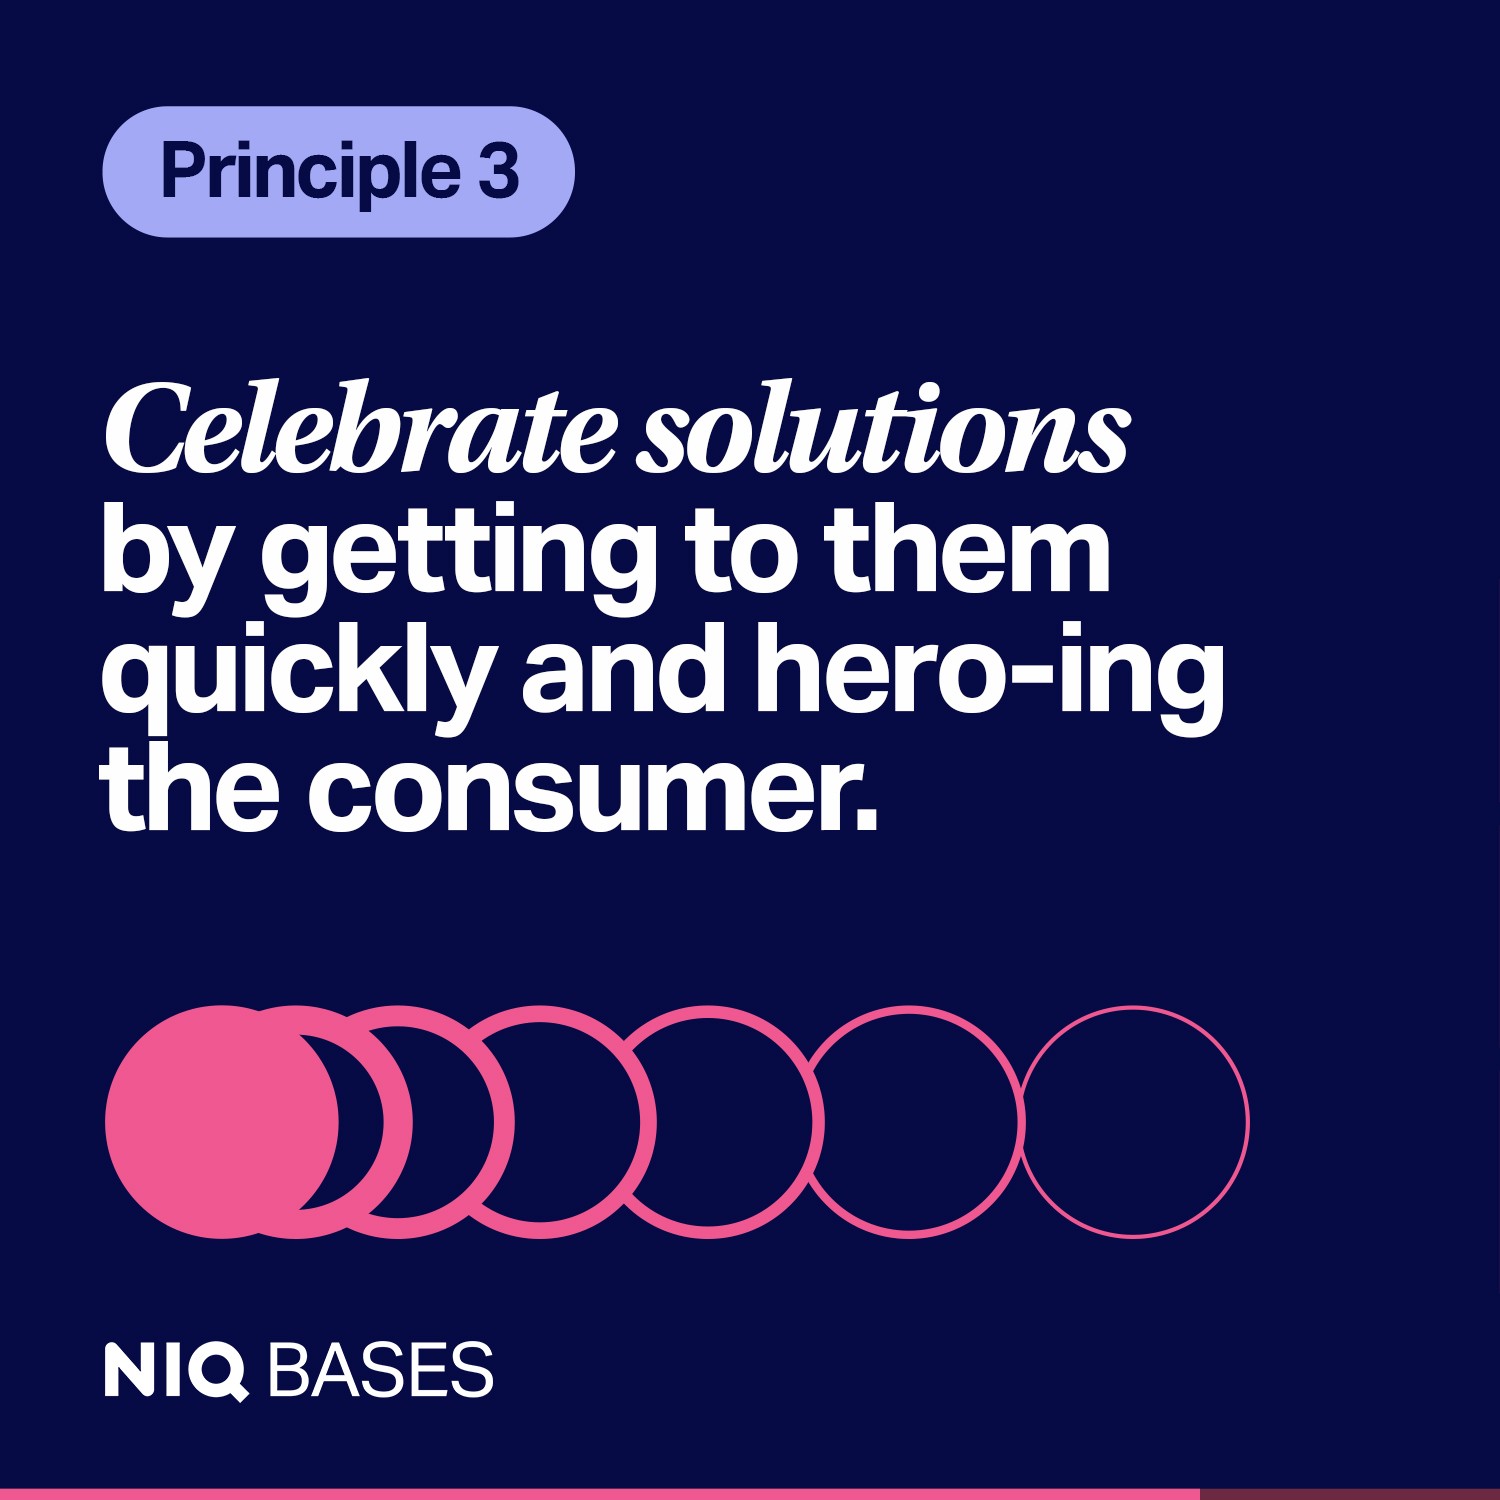 Principle 3
Celebrate solutions
by getting to them
quickly and hero-ing
the consumer.
NIQ BASES